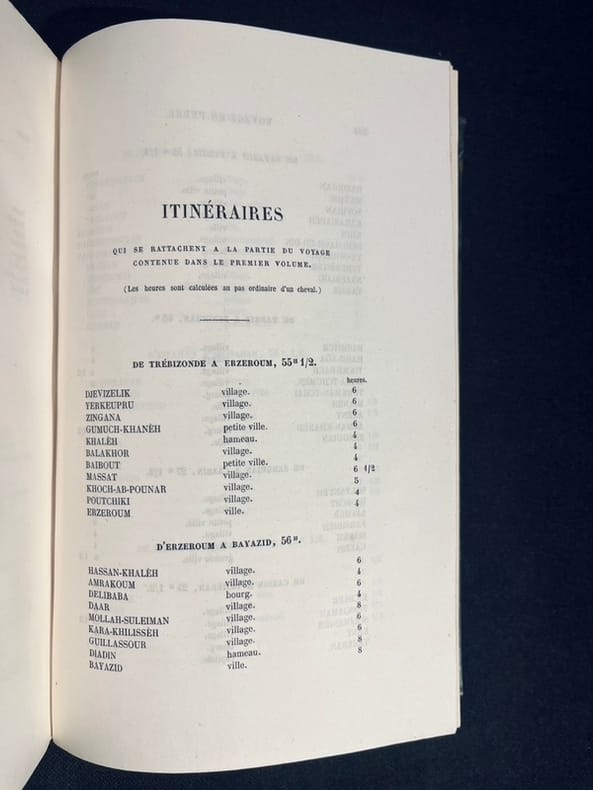 ITINÉRAIRES
QUI SE RATTACHENT A LA PARTIE DU VOYAGE
CONTENUE DANS LE PREMIER VOLUME.
(Les heures sont calculées au pas ordinaire d'un cheval.)
DE TRÉBIZONDE A ERZEROUM, 55H 1/2.
heures.
DJEVIZELIK village. 6
YERKEUPRU village. 6
ZINGANA village. 6
GUMUCH-KHANÈH petite ville. 6
KHALÈH hameau. 4
BALAKHOR village. 4
BAIBOUT petite ville. 4
MASSAT village. 6 1/2
KHOCH-AB-POUNAR village. 5
POUTCHIKI village. 4
ERZEROUM ville. 4
D'ERZEROUM A BAYAZID, 56H.
HASSAN-KHALÈH village. 6
AMRAKOUM village. 4
DELIBABA bourg. 6
DAAR village. 4
MOLLAH-SULEIMAN village. 8
KARA-KHILISSÈH village. 6
GUILLASSOUR village. 6
DIADIN hameau. 8
BAYAZID ville. 8